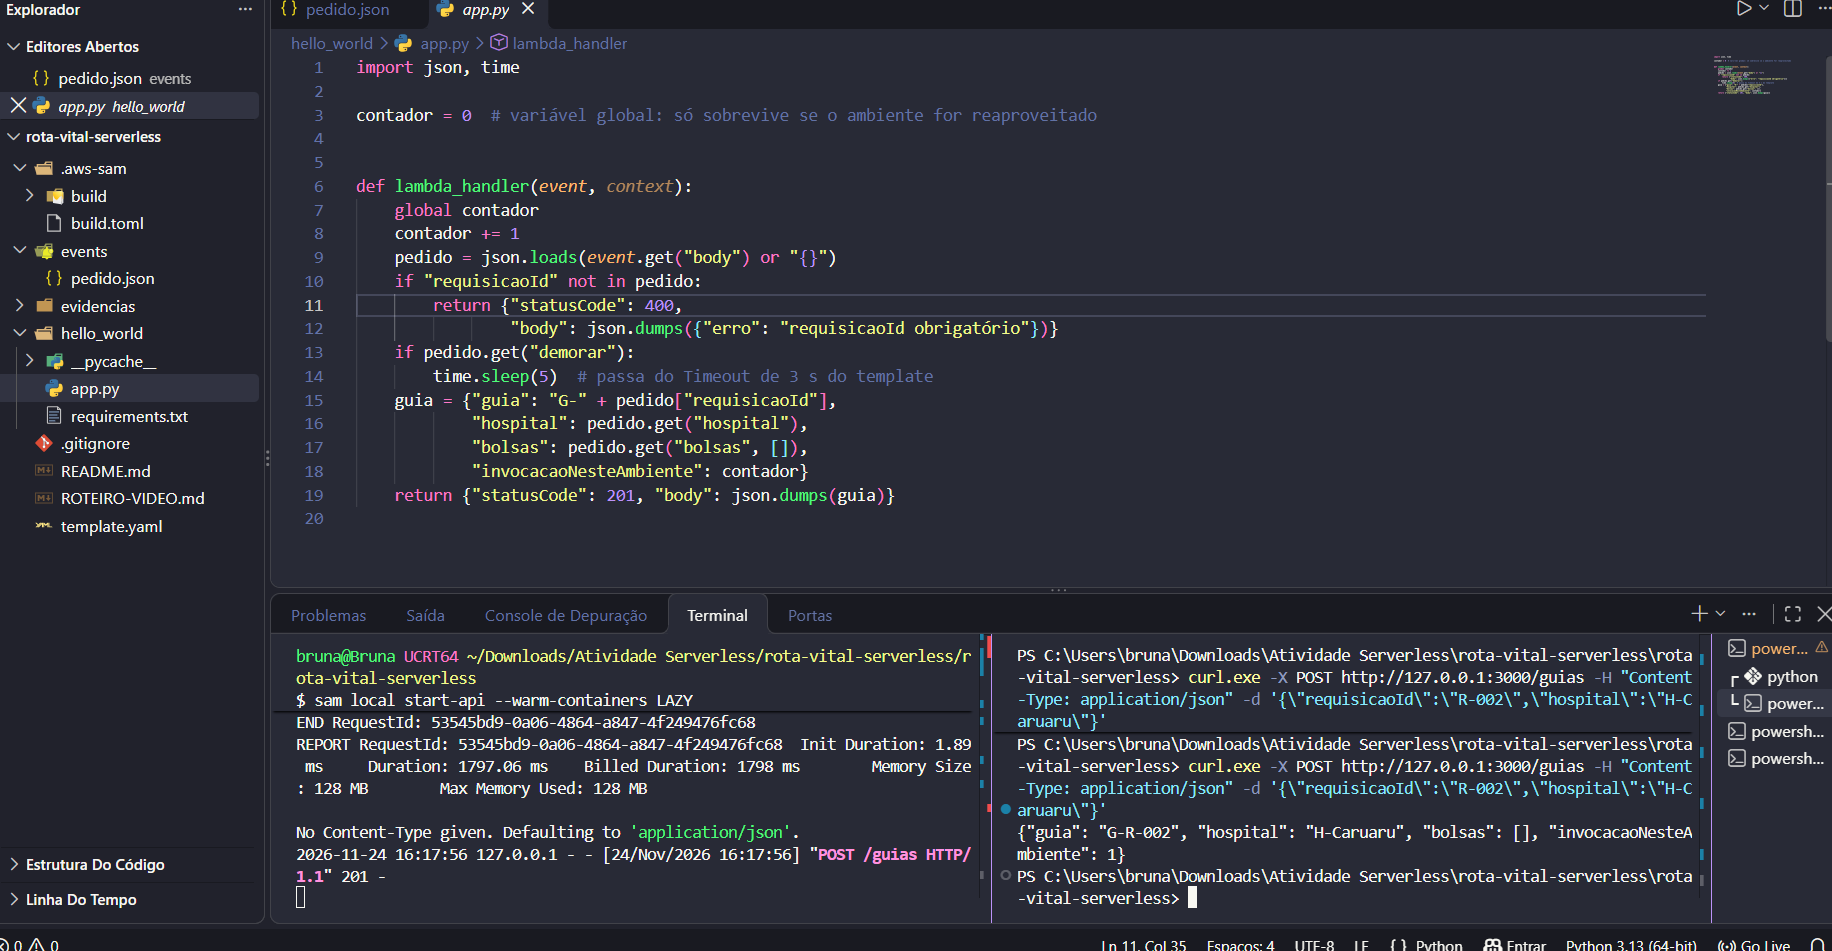 Explorador
Editores Abertos
pedido.json events
app.py hello_world
rota-vital-serverless
.aws-sam
build
build.toml
events
pedido.json
evidencias
hello_world
__pycache__
app.py
requirements.txt
.gitignore
README.md
ROTEIRO-VIDEO.md
template.yaml
Estrutura Do Código
Linha Do Tempo
pedido.json
app.py
hello_world > app.py > lambda_handler
1 import json, time
2
3 contador = 0  # variável global: só sobrevive se o ambiente for reaproveitado
4
5
6 def lambda_handler(event, context):
7     global contador
8     contador += 1
9     pedido = json.loads(event.get("body") or "{}")
10     if "requisicaoId" not in pedido:
11         return {"statusCode": 400,
12                 "body": json.dumps({"erro": "requisicaoId obrigatório"})}
13     if pedido.get("demorar"):
14         time.sleep(5)  # passa do Timeout de 3 s do template
15     guia = {"guia": "G-" + pedido["requisicaoId"],
16             "hospital": pedido.get("hospital"),
17             "bolsas": pedido.get("bolsas", []),
18             "invocacaoNesteAmbiente": contador}
19     return {"statusCode": 201, "body": json.dumps(guia)}
20
Problemas
Saída
Console de Depuração
Terminal
Portas
bruna@Bruna UCRT64 ~/Downloads/Atividade Serverless/rota-vital-serverless/r
ota-vital-serverless
$ sam local start-api --warm-containers LAZY
END RequestId: 53545bd9-0a06-4864-a847-4f249476fc68
REPORT RequestId: 53545bd9-0a06-4864-a847-4f249476fc68  Init Duration: 1.89
 ms     Duration: 1797.06 ms    Billed Duration: 1798 ms        Memory Size
: 128 MB        Max Memory Used: 128 MB
No Content-Type given. Defaulting to 'application/json'.
2026-11-24 16:17:56 127.0.0.1 - - [24/Nov/2026 16:17:56] "POST /guias HTTP/
1.1" 201 -
PS C:\Users\bruna\Downloads\Atividade Serverless\rota-vital-serverless\rota
-vital-serverless> curl.exe -X POST http://127.0.0.1:3000/guias -H "Content
-Type: application/json" -d '{\"requisicaoId\":\"R-002\",\"hospital\":\"H-C
aruaru\"}'
PS C:\Users\bruna\Downloads\Atividade Serverless\rota-vital-serverless\rota
-vital-serverless> curl.exe -X POST http://127.0.0.1:3000/guias -H "Content
-Type: application/json" -d '{\"requisicaoId\":\"R-002\",\"hospital\":\"H-C
aruaru\"}'
{"guia": "G-R-002", "hospital": "H-Caruaru", "bolsas": [], "invocacaoNesteA
mbiente": 1}
PS C:\Users\bruna\Downloads\Atividade Serverless\rota-vital-serverless\rota
-vital-serverless>
power...
python
power...
powersh...
powersh...
0 0
Ln 11, Col 35
Espaços: 4
UTF-8
LF
{ } Python
Entrar
Python 3.13 (64-bit)
Go Live